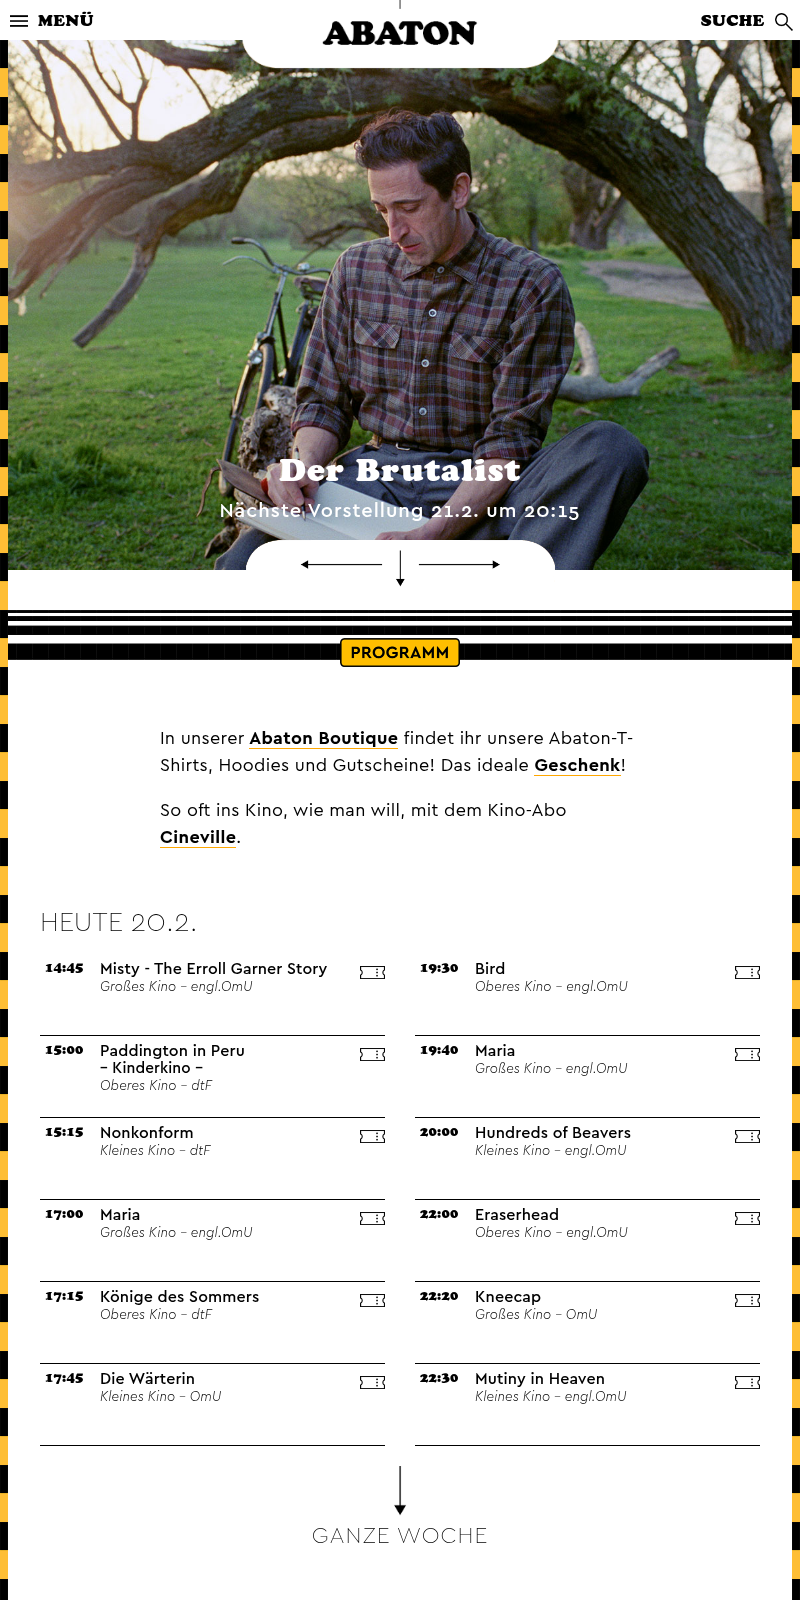 MENÜ
ABATON
SUCHE
Der Brutalist
Nächste Vorstellung 21.2. um 20:15
PROGRAMM
In unserer Abaton Boutique findet ihr unsere Abaton-T-
Shirts, Hoodies und Gutscheine! Das ideale Geschenk!
So oft ins Kino, wie man will, mit dem Kino-Abo
Cineville.
HEUTE 20.2.
14:45 Misty - The Erroll Garner Story
Großes Kino – engl.OmU
15:00 Paddington in Peru
– Kinderkino –
Oberes Kino – dtF
15:15 Nonkonform
Kleines Kino – dtF
17:00 Maria
Großes Kino – engl.OmU
17:15 Könige des Sommers
Oberes Kino – dtF
17:45 Die Wärterin
Kleines Kino – OmU
19:30 Bird
Oberes Kino – engl.OmU
19:40 Maria
Großes Kino – engl.OmU
20:00 Hundreds of Beavers
Kleines Kino – engl.OmU
22:00 Eraserhead
Oberes Kino – engl.OmU
22:20 Kneecap
Großes Kino – OmU
22:30 Mutiny in Heaven
Kleines Kino – engl.OmU
GANZE WOCHE